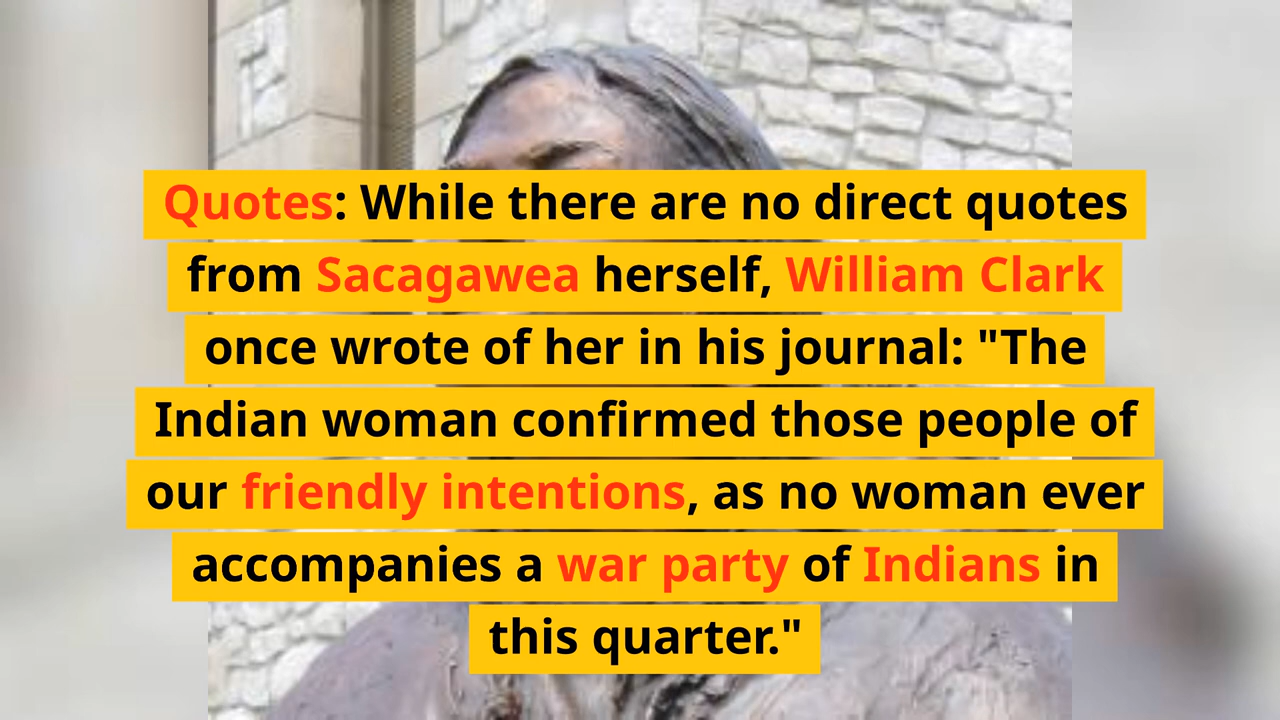 Quotes: While there are no direct quotes
from Sacagawea herself, William Clark
once wrote of her in his journal: "The
Indian woman confirmed those people of
our friendly intentions, as no woman ever
accompanies a war party of Indians in
this quarter."